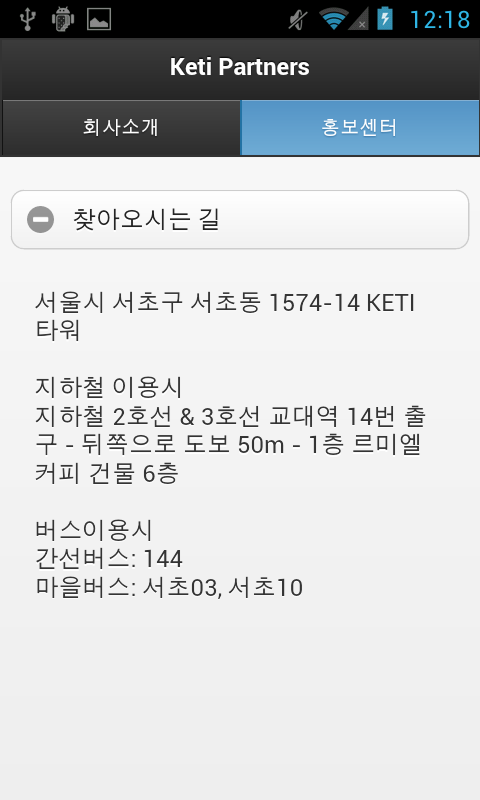 12:18
Keti Partners
회사소개
홍보센터
찾아오시는 길
서울시 서초구 서초동 1574-14 KETI
타워
지하철 이용시
지하철 2호선 & 3호선 교대역 14번 출
구 - 뒤쪽으로 도보 50m - 1층 르미엘
커피 건물 6층
버스이용시
간선버스: 144
마을버스: 서초03, 서초10